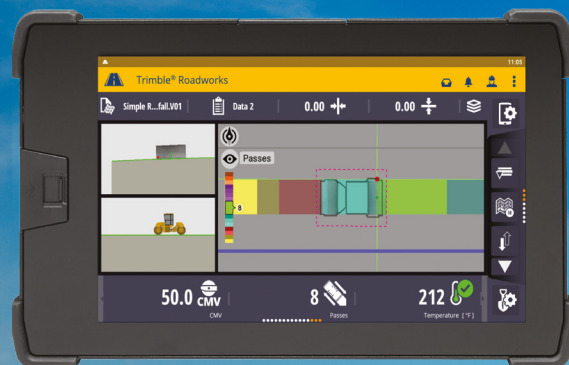 11:05
Trimble® Roadworks
Simple R...fall.V01
Data 2
0.00
0.00
Passes
8
50.0 CMV
8
212
CMV
Passes
Temperature [°F]